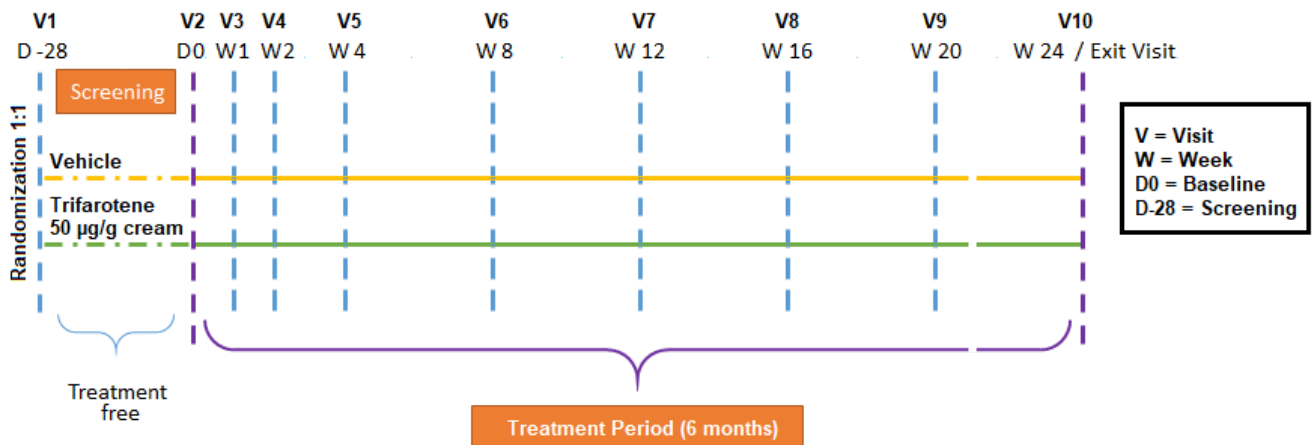 V1 V2 V3 V4 V5 V6 V7 V8 V9 V10
D -28 D0 W1 W2 W 4 W 8 W 12 W 16 W 20 W 24 / Exit Visit
Screening
Randomization 1:1
Vehicle
Trifarotene
50 µg/g cream
V = Visit
W = Week
D0 = Baseline
D-28 = Screening
Treatment
free
Treatment Period (6 months)